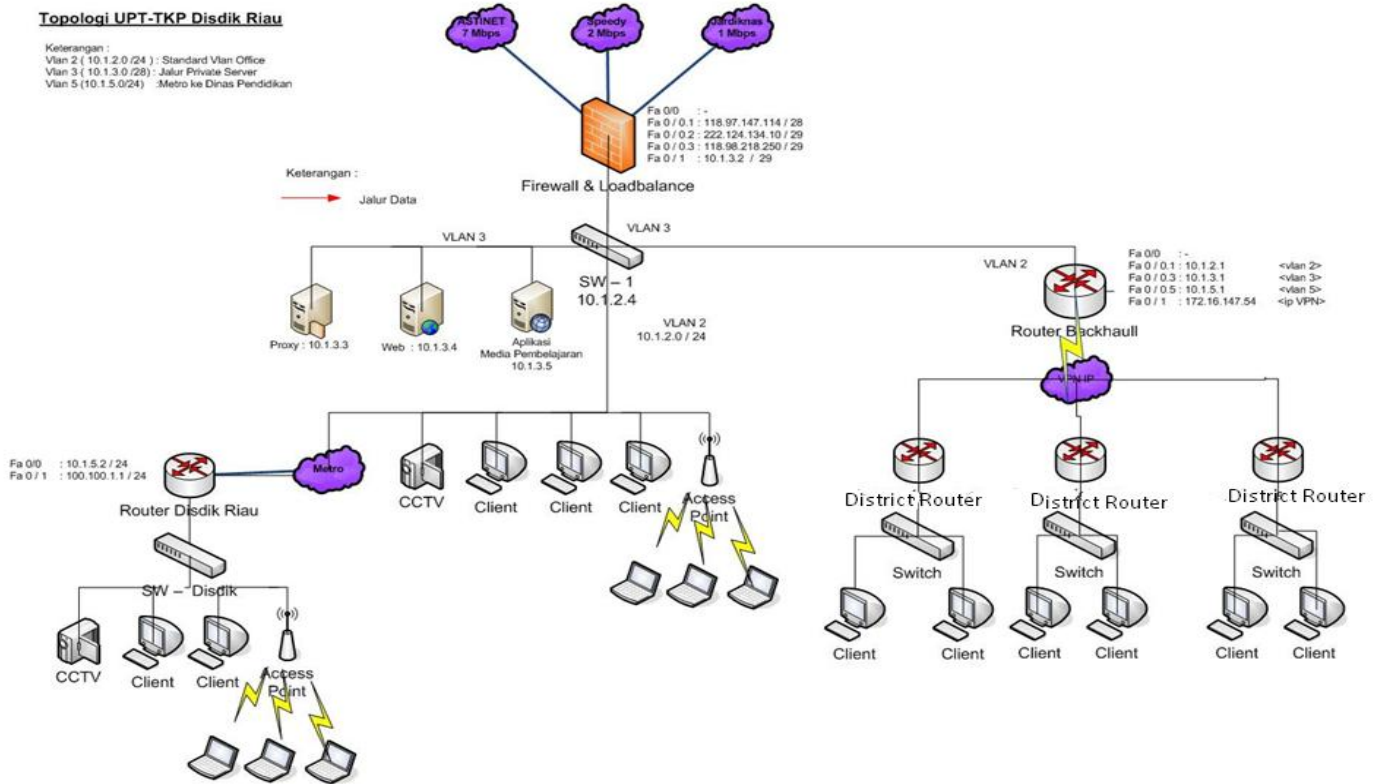 Topologi UPT-TKP Disdik Riau
Keterangan :
Vlan 2 ( 10.1.2.0 /24 ) : Standard Vlan Office
Vlan 3 ( 10.1.3.0 /28) : Jalur Private Server
Vlan 5 (10.1.5.0/24) :Metro ke Dinas Pendidikan
ASTINET
7 Mbps
Speedy
2 Mbps
Jardiknas
1 Mbps
Fa 0/0 : -
Fa 0 / 0.1 : 118.97.147.114 / 28
Fa 0 / 0.2 : 222.124.134.10 / 29
Fa 0 / 0.3 : 118.98.218.250 / 29
Fa 0 / 1 : 10.1.3.2 / 29
Firewall & Loadbalance
Keterangan :
Jalur Data
VLAN 3
VLAN 3
SW – 1
10.1.2.4
VLAN 2
10.1.2.0 / 24
Proxy : 10.1.3.3
Web : 10.1.3.4
Aplikasi
Media Pembelajaran
10.1.3.5
VLAN 2
Fa 0/0 : -
Fa 0 / 0.1 : 10.1.2.1 <vlan 2>
Fa 0 / 0.3 : 10.1.3.1 <vlan 3>
Fa 0 / 0.5 : 10.1.5.1 <vlan 5>
Fa 0 / 1 : 172.16.147.54 <ip VPN>
Router Backhaull
VPN IP
Fa 0/0 : 10.1.5.2 / 24
Fa 0 / 1 : 100.100.1.1 / 24
Router Disdik Riau
Metro
CCTV
Client
Client
Client
Access
Point
District Router
District Router
District Router
Switch
Switch
Switch
Client
Client
Client
Client
Client
Client
SW – Disdik
CCTV
Client
Client
Access
Point